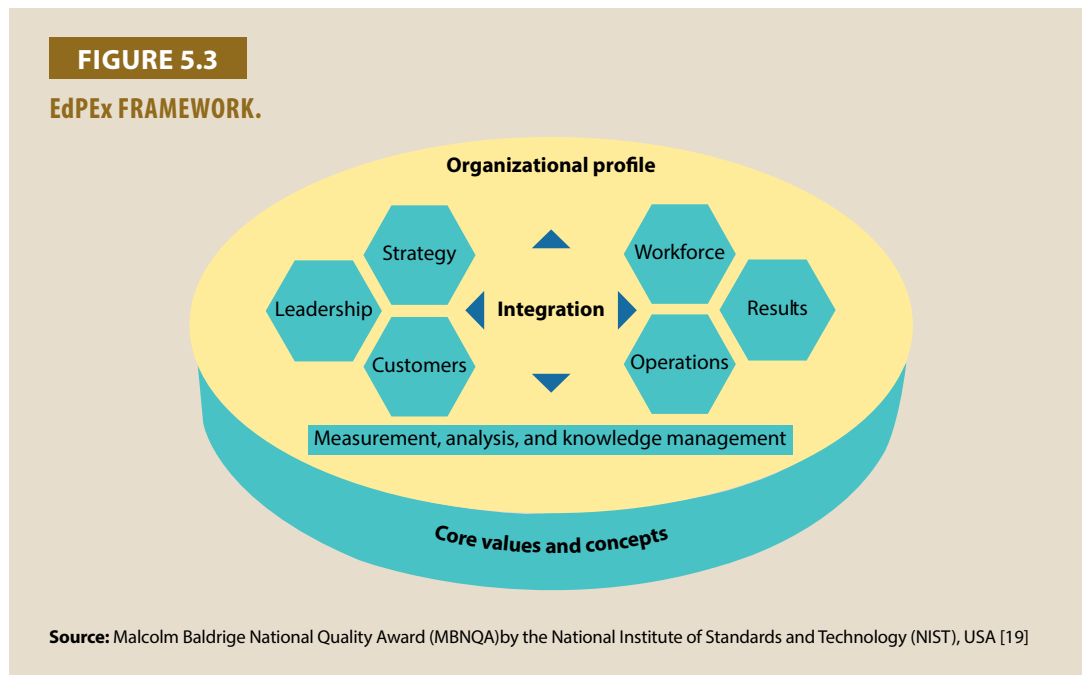 FIGURE 5.3
EdPEx FRAMEWORK.
Organizational profile
Strategy
Workforce
Leadership
Integration
Results
Customers
Operations
Measurement, analysis, and knowledge management
Core values and concepts
Source: Malcolm Baldrige National Quality Award (MBNQA)by the National Institute of Standards and Technology (NIST), USA [19]